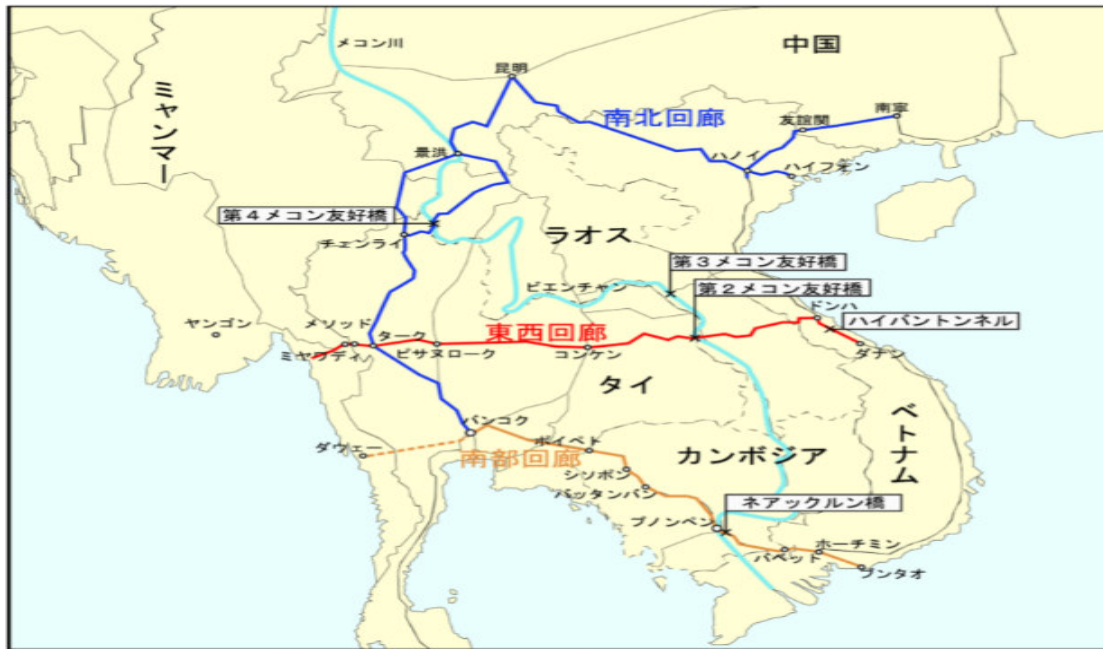 メコン川
中国
昆明
ミャンマー
南北回廊
友誼関
南寧
景洪
ハノイ
ハイフォン
第4メコン友好橋
チェンライ
ラオス
第3メコン友好橋
ビエンチャン
第2メコン友好橋
ドンハ
ハイバントンネル
ヤンゴン
メソッド
ターク
東西回廊
ミャワディ
ピサヌローク
コンケン
ダナン
タイ
ベトナム
バンコク
ダウェー
南部回廊
ポイペト
カンボジア
シソポン
バッタンバン
ネアックルン橋
プノンペン
バベット
ホーチミン
ブンタオ